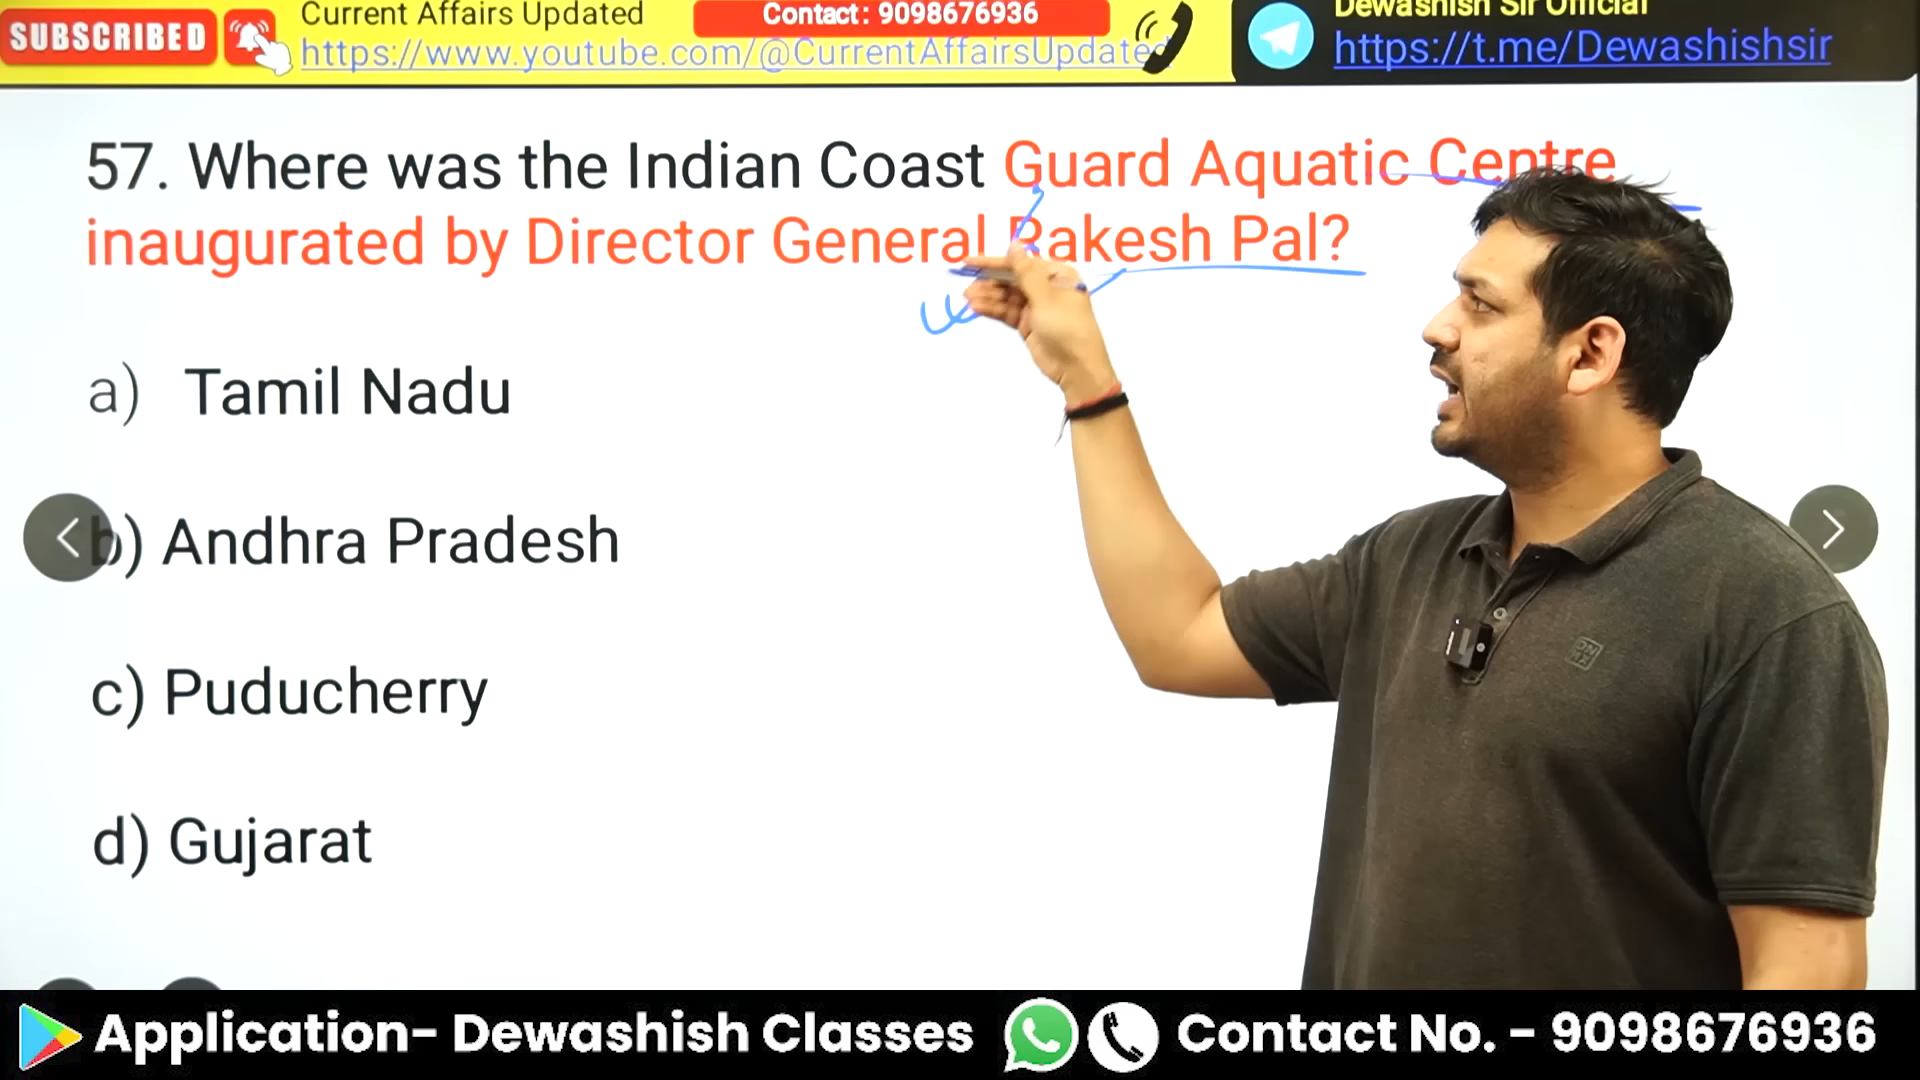 SUBSCRIBED
Current Affairs Updated
https://www.youtube.com/@CurrentAffairsUpdated
Contact: 9098676936
Dewashish Sir Official
https://t.me/Dewashishsir
57. Where was the Indian Coast Guard Aquatic Centre
inaugurated by Director General Rakesh Pal?
a) Tamil Nadu
b) Andhra Pradesh
c) Puducherry
d) Gujarat
Application- Dewashish Classes
Contact No. - 9098676936